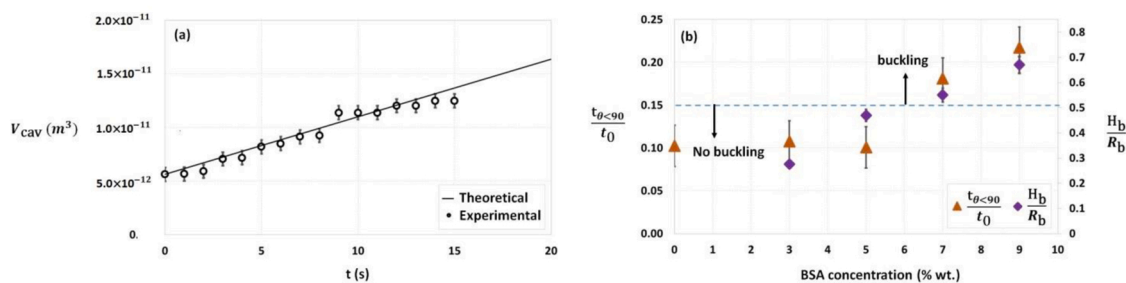 2.0×10⁻¹¹
(a)
1.5×10⁻¹¹
V_cav (m³)
1.0×10⁻¹¹
5.0×10⁻¹²
0.
0 5 10 15 20
t (s)
Theoretical
Experimental
0.25
(b)
0.20
0.15
0.10
0.05
0.00
t_θ<90
t_0
buckling
No buckling
t_θ<90
t_0
H_b
R_b
0 1 2 3 4 5 6 7 8 9 10
BSA concentration (% wt.)
0.8
0.7
0.6
0.5
0.4
0.3
0.2
0.1
0
H_b
R_b